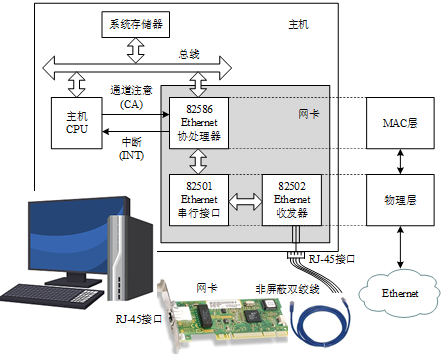 系统存储器
主机
总线
通道注意
(CA)
主机
CPU
中断
(INT)
82586
Ethernet
协处理器
网卡
MAC层
82501
Ethernet
串行接口
82502
Ethernet
收发器
物理层
RJ-45接口
网卡
非屏蔽双绞线
Ethernet
RJ-45接口